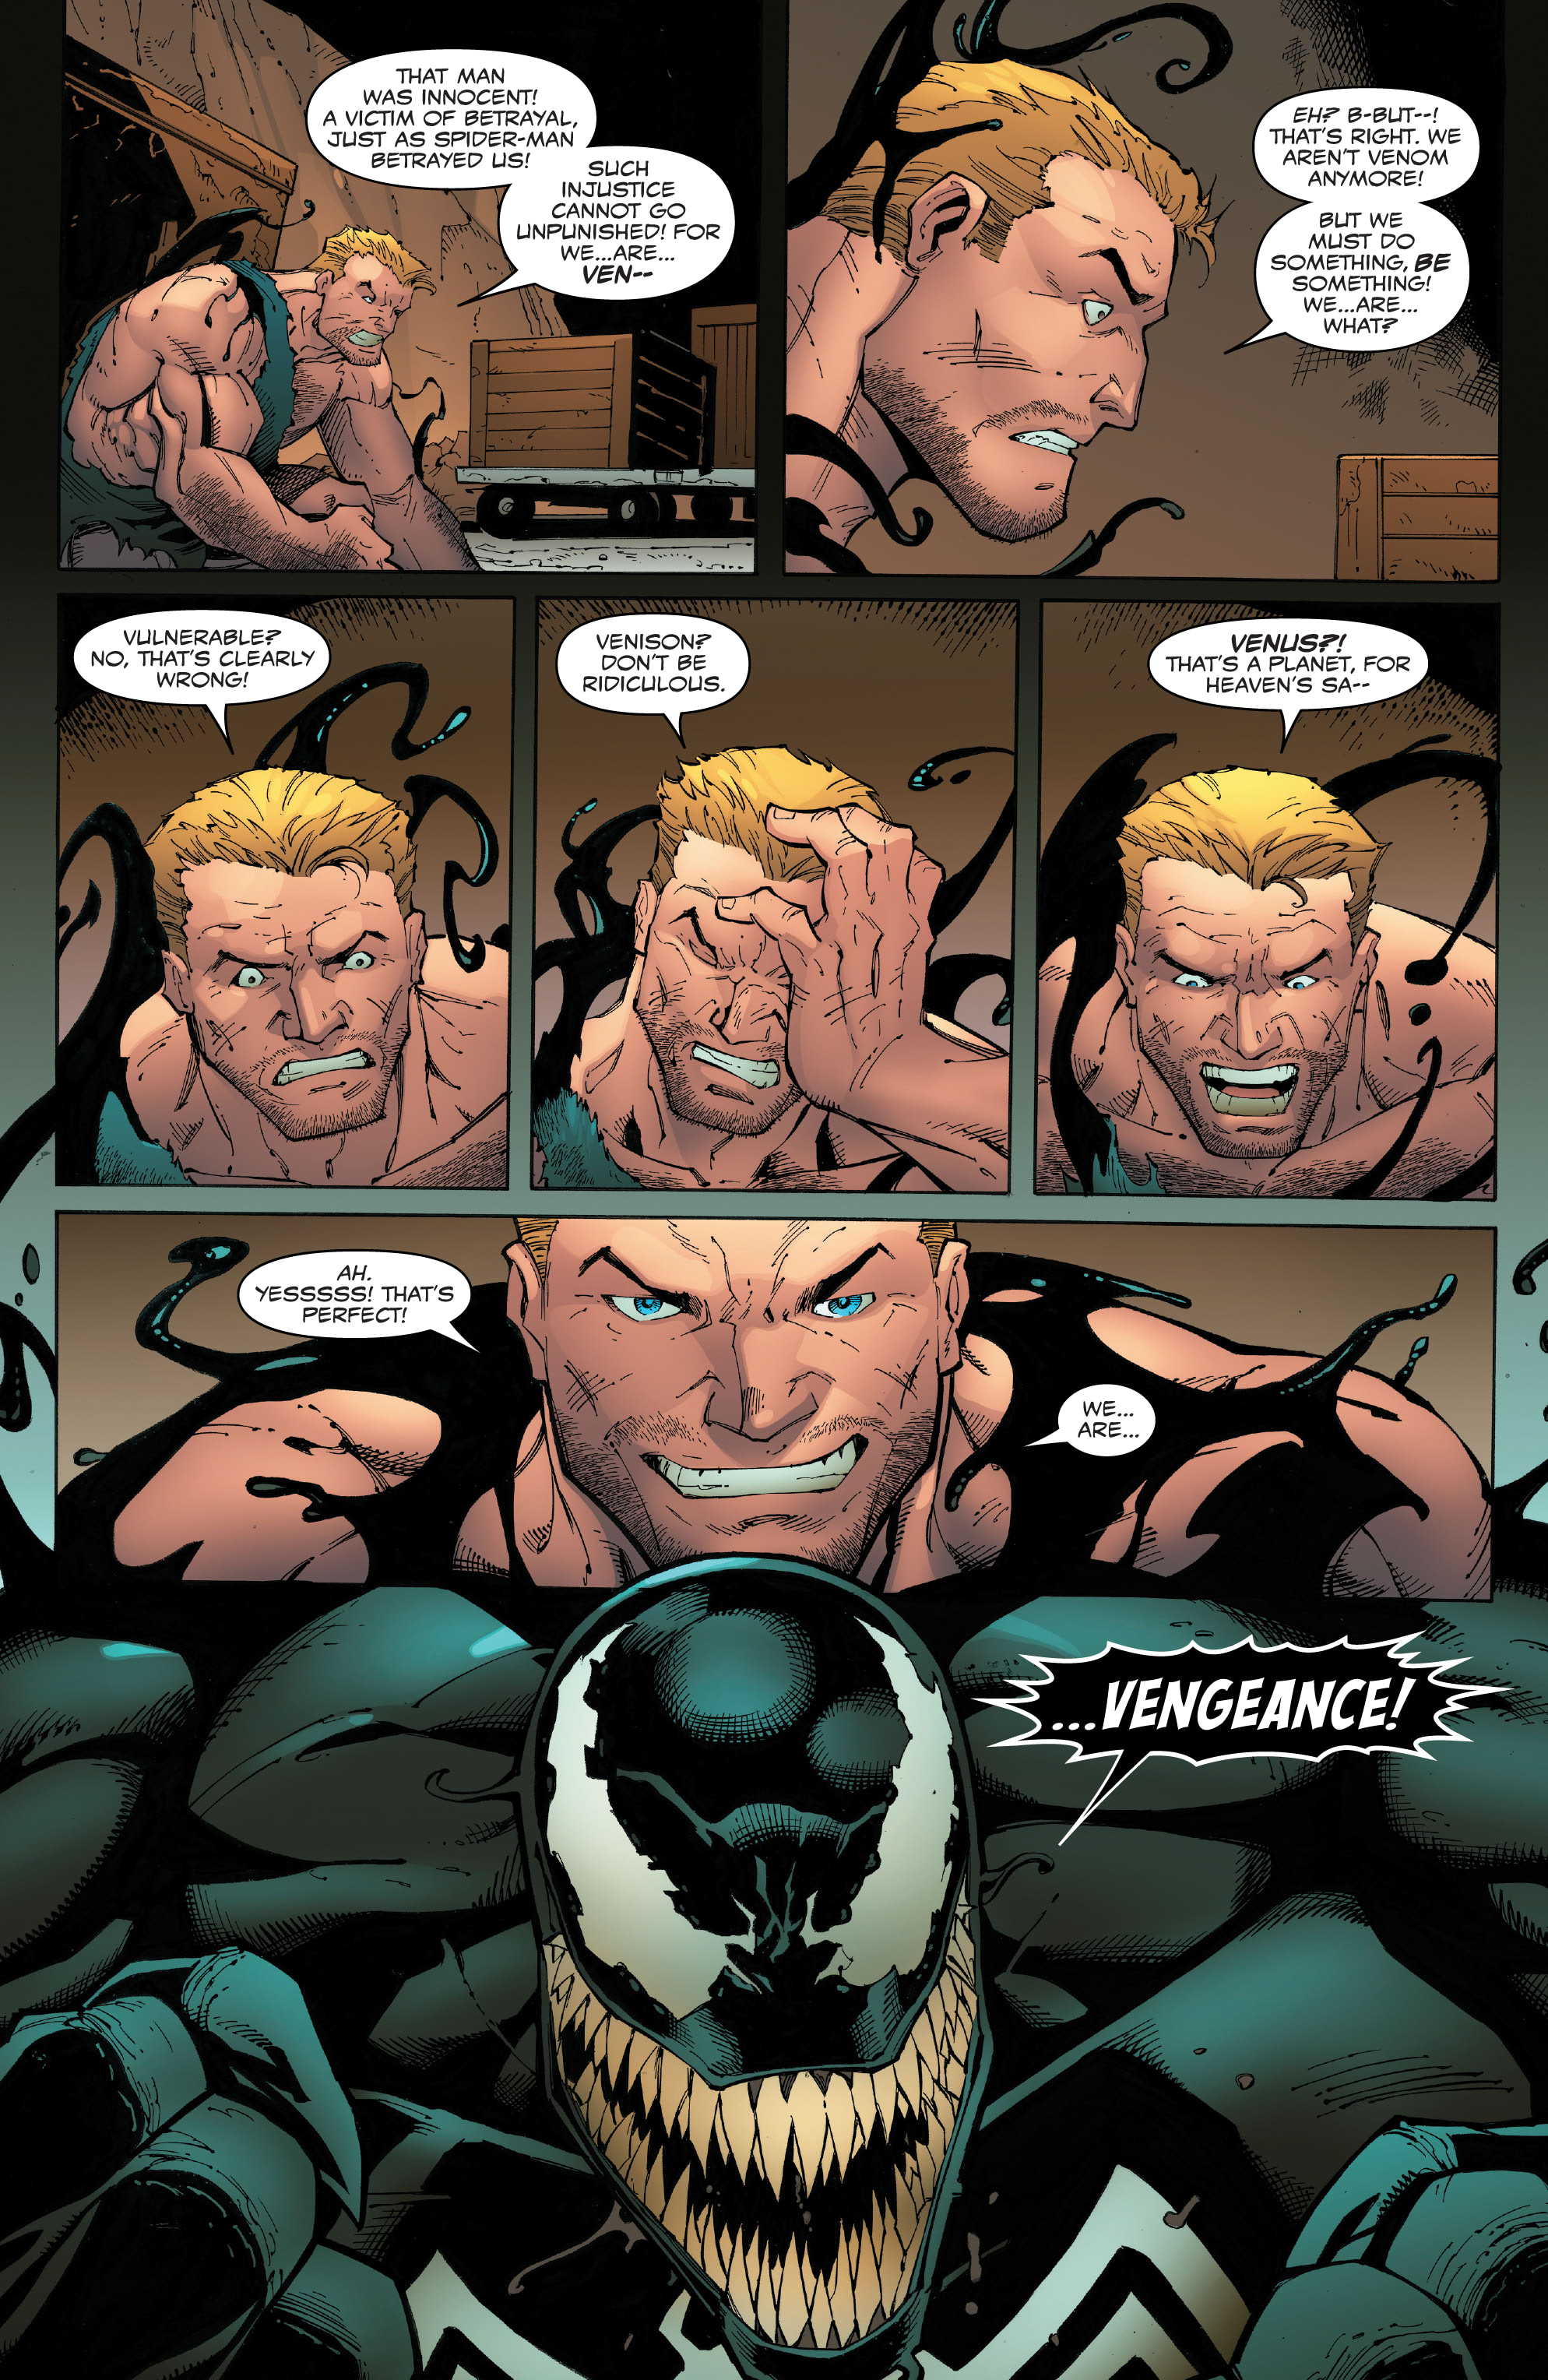 THAT MAN
WAS INNOCENT!
A VICTIM OF BETRAYAL,
JUST AS SPIDER-MAN
BETRAYED US!
SUCH
INJUSTICE
CANNOT GO
UNPUNISHED! FOR
WE...ARE...
VEN--
EH? B-BUT--!
THAT'S RIGHT. WE
AREN'T VENOM
ANYMORE!
BUT WE
MUST DO
SOMETHING, BE
SOMETHING!
WE...ARE...
WHAT?
VULNERABLE?
NO, THAT'S CLEARLY
WRONG!
VENISON?
DON'T BE
RIDICULOUS.
VENUS?!
THAT'S A PLANET, FOR
HEAVEN'S SA--
AH.
YESSSSS! THAT'S
PERFECT!
WE...
ARE...
...VENGEANCE!